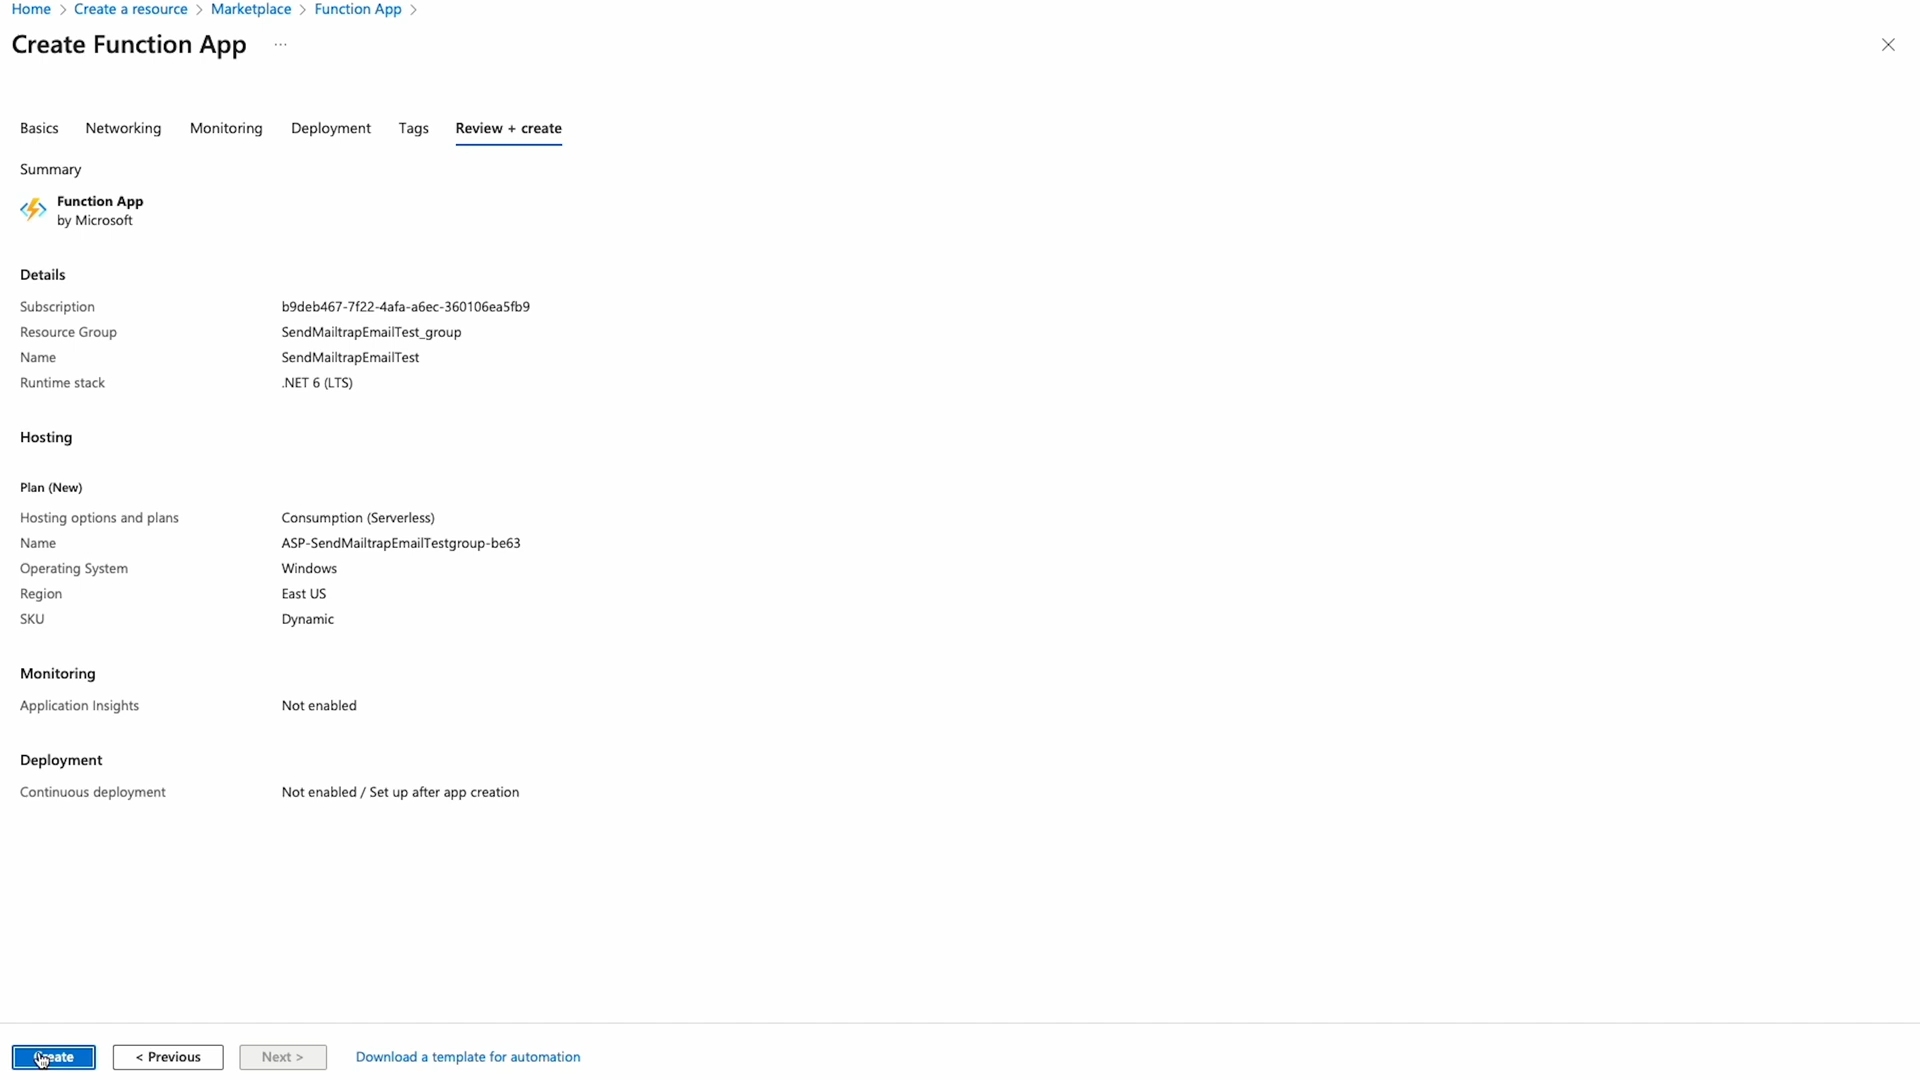 Home > Create a resource > Marketplace > Function App >
Create Function App ...
Basics Networking Monitoring Deployment Tags Review + create
Summary
Function App
by Microsoft
Details
Subscription b9deb467-7f22-4afa-a6ec-360106ea5fb9
Resource Group SendMailtrapEmailTest_group
Name SendMailtrapEmailTest
Runtime stack .NET 6 (LTS)
Hosting
Plan (New)
Hosting options and plans Consumption (Serverless)
Name ASP-SendMailtrapEmailTestgroup-be63
Operating System Windows
Region East US
SKU Dynamic
Monitoring
Application Insights Not enabled
Deployment
Continuous deployment Not enabled / Set up after app creation
Create < Previous Next > Download a template for automation